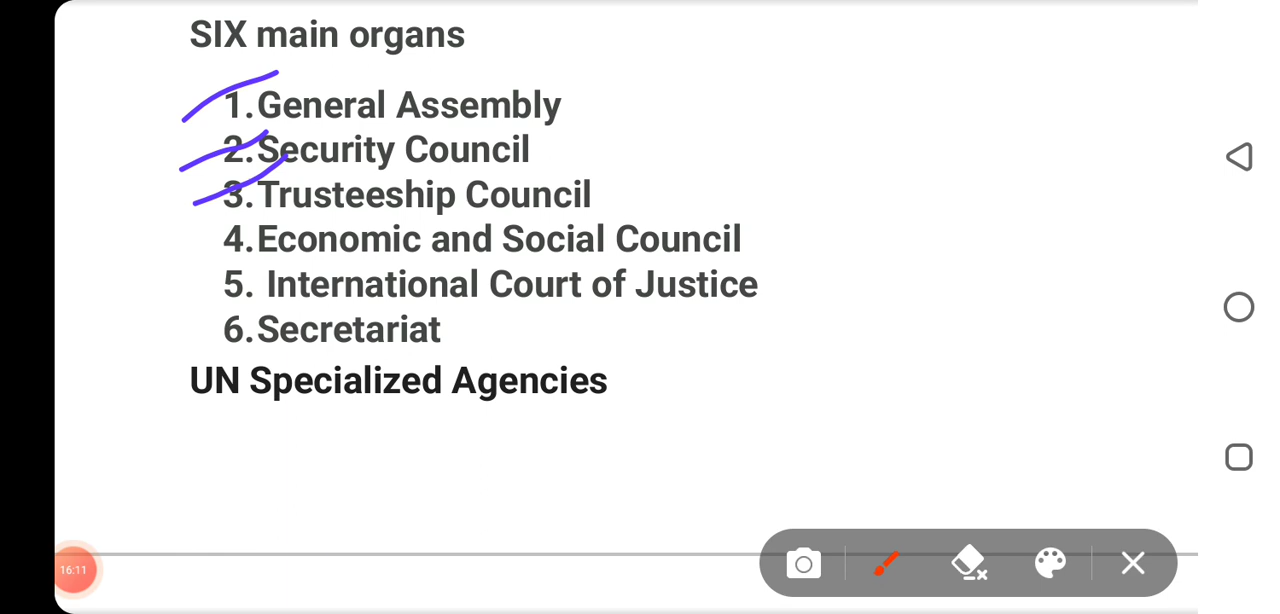 SIX main organs
1.General Assembly
2.Security Council
3.Trusteeship Council
4.Economic and Social Council
5. International Court of Justice
6.Secretariat
UN Specialized Agencies
16:11